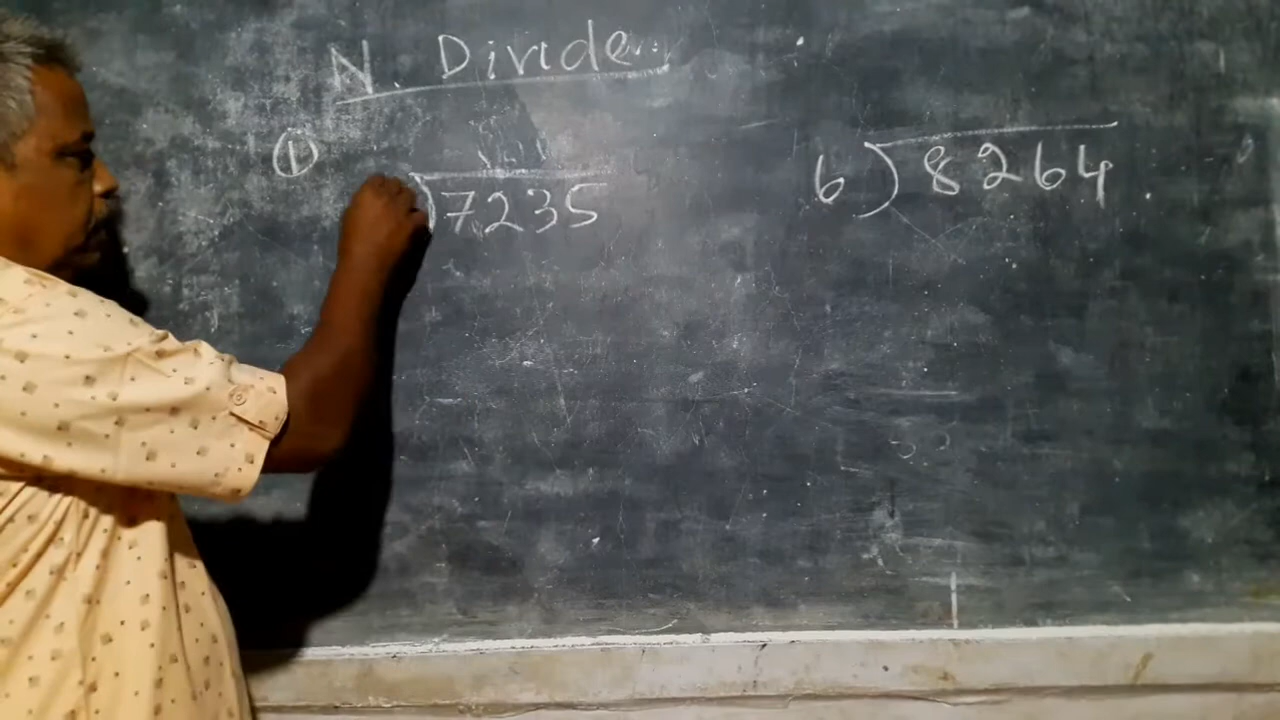 N. Divide.
① )7235
6)8264